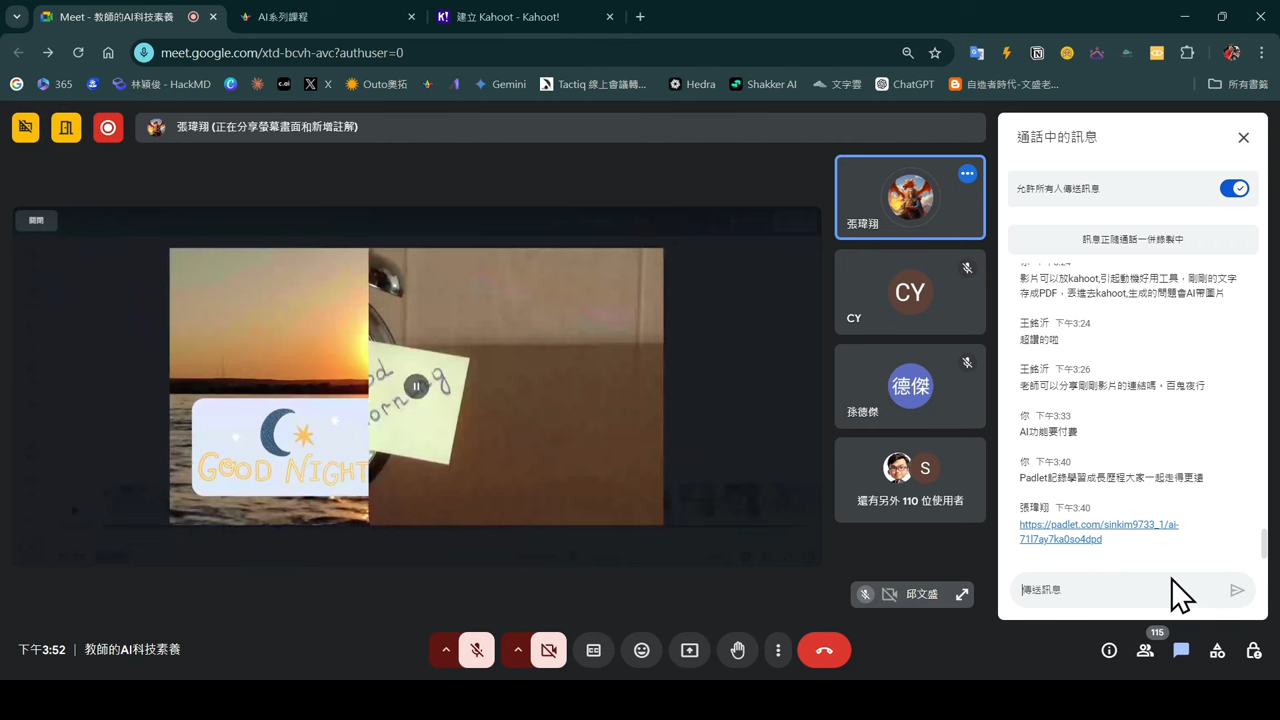 Meet - 教師的AI科技素養
AI系列課程
建立 Kahoot - Kahoot!
meet.google.com/xtd-bcvh-avc?authuser=0
365
林穎俊 - HackMD
c.ai
X
Outo奧拓
Gemini
Tactiq 線上會議轉...
Hedra
Shakker AI
文字雲
ChatGPT
自造者時代-文盛老...
所有書籤
張瑋翔 (正在分享螢幕畫面和新增註解)
關閉
GOOD NIGHT
張瑋翔
CY
CY
德傑
孫德傑
S
還有另外 110 位使用者
邱文盛
通話中的訊息
允許所有人傳送訊息
訊息正隨通話一併錄製中
影片可以放kahoot,引起動機好用工具，剛剛的文字
存成PDF，丟進去kahoot,生成的問題會AI帶圖片
王銘沂 下午3:24
超讚的啦
王銘沂 下午3:26
老師可以分享剛剛影片的連結嗎，百鬼夜行
你 下午3:33
AI功能要付費
你 下午3:40
Padlet記錄學習成長歷程大家一起走得更遠
張瑋翔 下午3:40
https://padlet.com/sinkim9733_1/ai-
71l7ay7ka0so4dpd
傳送訊息
下午3:52
教師的AI科技素養
115